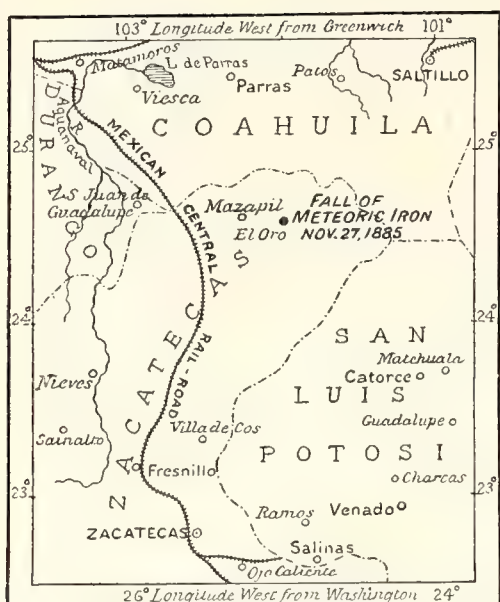 103° Longitude West from Greenwich 101°
Matamoros
L de Parras
Parras
Patos
SALTILLO
Viesca
DURANGO
R. Aguanaval
COAHUILA
25°
25°
MEXICAN CENTRAL RAIL-ROAD
S Juan de
Guadalupe
Mazapil
El Oro
FALL OF
METEORIC IRON
NOV. 27, 1885
ZACATECAS
24°
24°
SAN
LUIS
POTOSI
Matchuala
Catorce
Nieves
Guadalupe
Villa de Cos
Sainalto
Fresnillo
Charcas
23°
23°
Ramos
Venado
ZACATECAS
Salinas
Ojo Caliente
26° Longitude West from Washington 24°